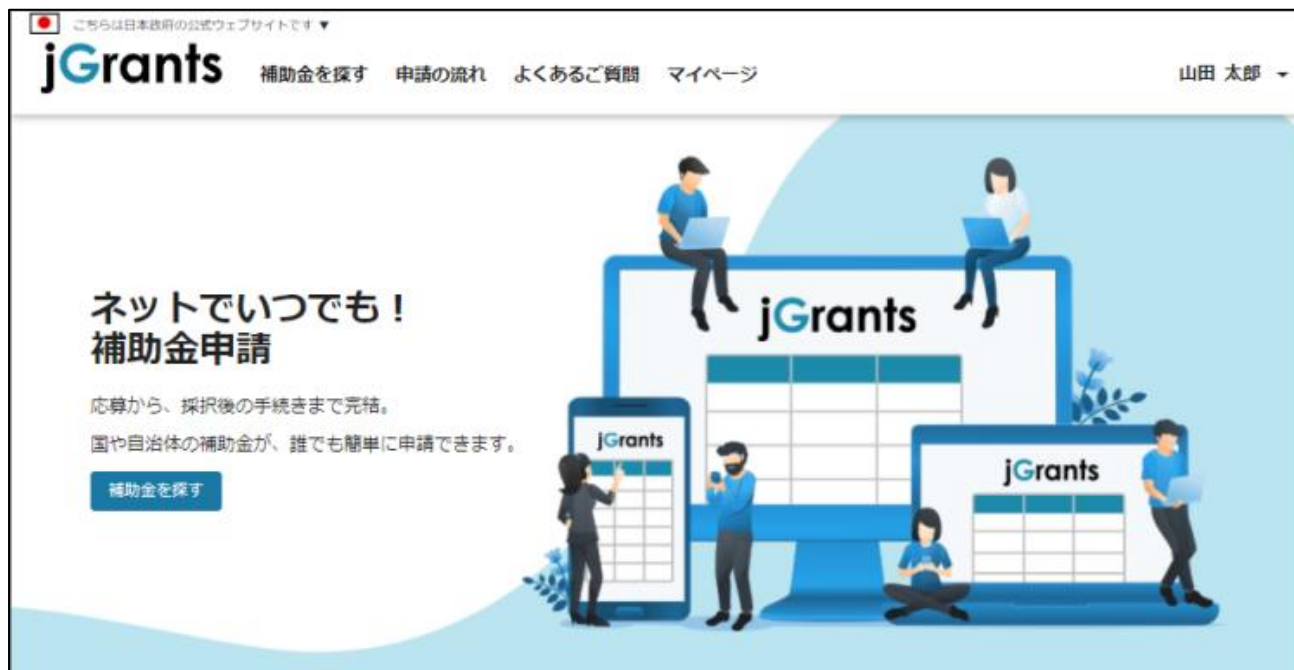 こちらは日本政府の公式ウェブサイトです ▼
jGrants 補助金を探す 申請の流れ よくあるご質問 マイページ 山田 太郎
ネットでいつでも！
補助金申請
応募から、採択後の手続きまで完結。
国や自治体の補助金が、誰でも簡単に申請できます。
補助金を探す
jGrants
jGrants
jGrants